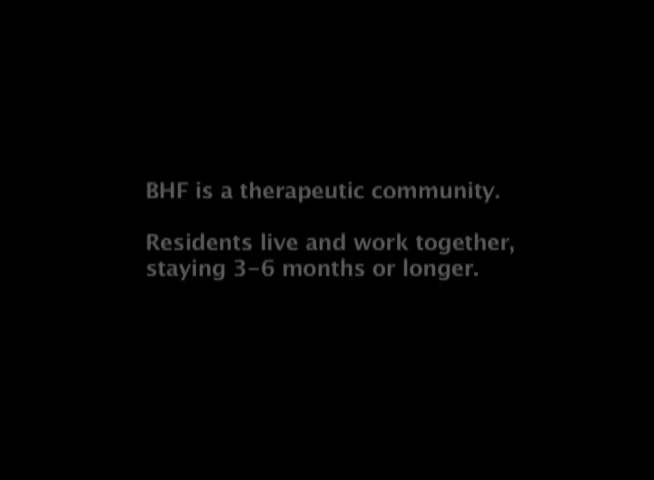 BHF is a therapeutic community.
Residents live and work together,
staying 3-6 months or longer.